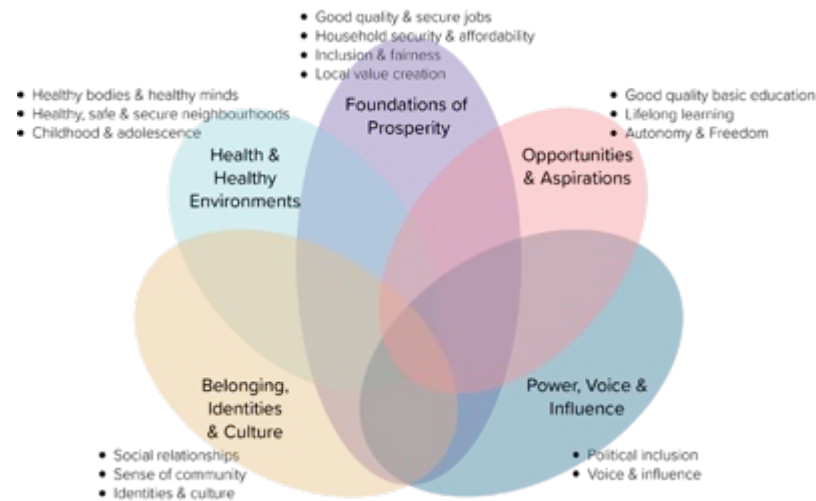 • Good quality & secure jobs
• Household security & affordability
• Inclusion & fairness
• Local value creation
Foundations of
Prosperity
• Healthy bodies & healthy minds
• Healthy, safe & secure neighbourhoods
• Childhood & adolescence
Health &
Healthy
Environments
• Good quality basic education
• Lifelong learning
• Autonomy & Freedom
Opportunities
& Aspirations
Belonging,
Identities
& Culture
• Social relationships
• Sense of community
• Identities & culture
Power, Voice &
Influence
• Political inclusion
• Voice & influence